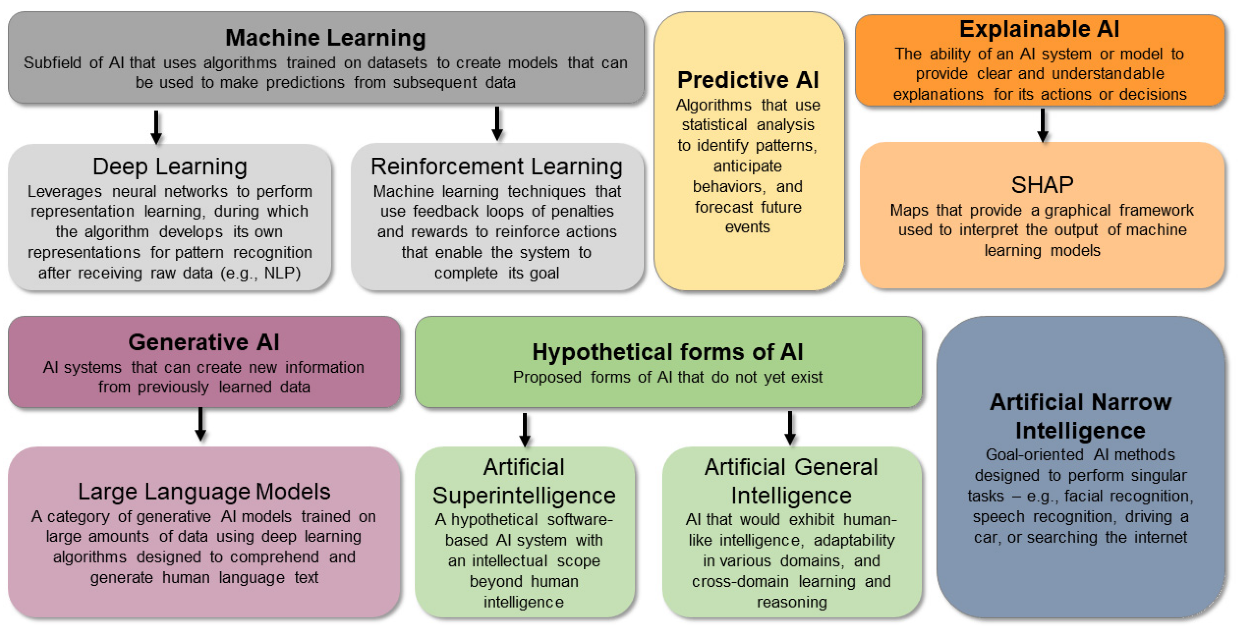 Machine Learning
Subfield of AI that uses algorithms trained on datasets to create models that can
be used to make predictions from subsequent data
Deep Learning
Leverages neural networks to perform
representation learning, during which
the algorithm develops its own
representations for pattern recognition
after receiving raw data (e.g., NLP)
Reinforcement Learning
Machine learning techniques that
use feedback loops of penalties
and rewards to reinforce actions
that enable the system to
complete its goal
Predictive AI
Algorithms that use
statistical analysis
to identify patterns,
anticipate
behaviors, and
forecast future
events
Explainable AI
The ability of an AI system or model to
provide clear and understandable
explanations for its actions or decisions
SHAP
Maps that provide a graphical framework
used to interpret the output of machine
learning models
Generative AI
AI systems that can create new information
from previously learned data
Large Language Models
A category of generative AI models trained on
large amounts of data using deep learning
algorithms designed to comprehend and
generate human language text
Hypothetical forms of AI
Proposed forms of AI that do not yet exist
Artificial
Superintelligence
A hypothetical software-
based AI system with
an intellectual scope
beyond human
intelligence
Artificial General
Intelligence
AI that would exhibit human-
like intelligence, adaptability
in various domains, and
cross-domain learning and
reasoning
Artificial Narrow
Intelligence
Goal-oriented AI methods
designed to perform singular
tasks – e.g., facial recognition,
speech recognition, driving a
car, or searching the internet